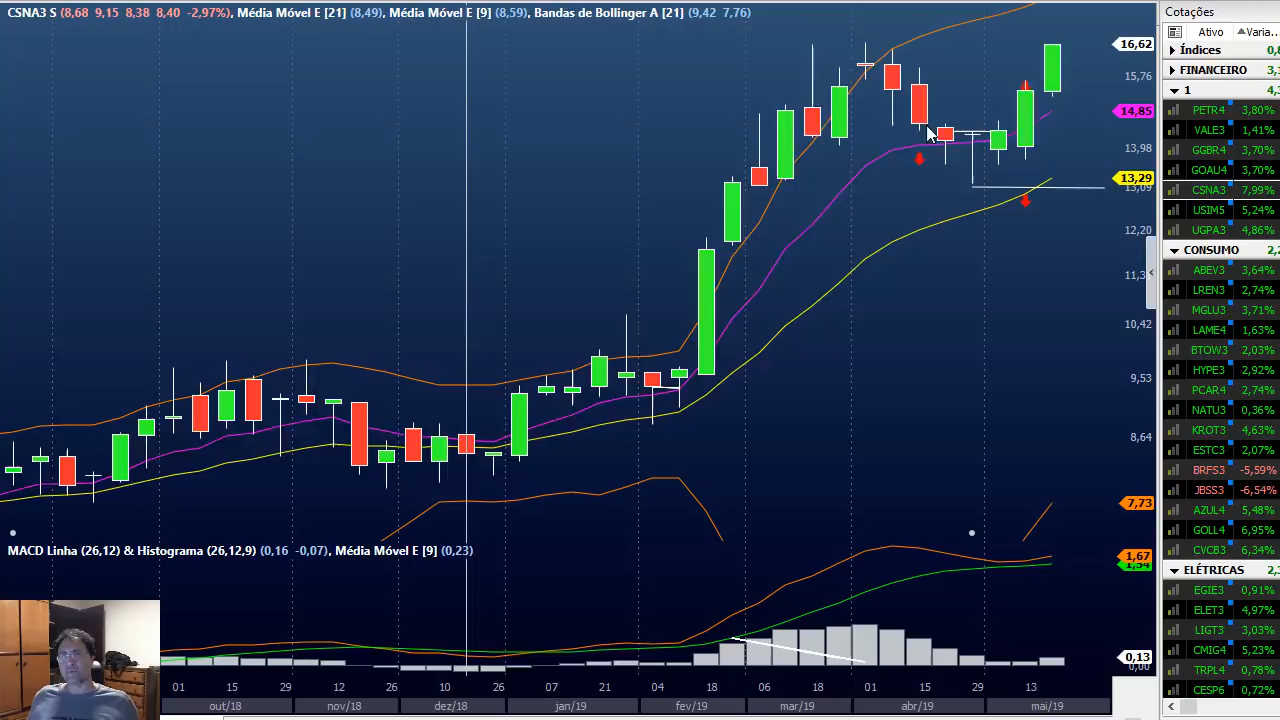 CSNA3 S (8,68 9,15 8,38 8,40 -2,97%), Média Móvel E [21] (8,49), Média Móvel E [9] (8,59), Bandas de Bollinger A [21] (9,42 7,76)
16,62
15,76
14,85
13,98
13,29
13,09
12,20
10,42
9,53
8,64
7,73
MACD Linha (26,12) & Histograma (26,12,9) (0,16 -0,07), Média Móvel E [9] (0,23)
1,67
1,54
0,13
0,00
01 15 29 12 26 10 26 07 21 04 18 06 18 01 15 29 13
out/18 nov/18 dez/18 jan/19 fev/19 mar/19 abr/19 mai/19
Cotações
Ativo Varia...
Índices
FINANCEIRO
1
PETR4 3,80%
VALE3 1,41%
GGBR4 3,70%
GOAU4 3,70%
CSNA3 7,99%
USIM5 5,24%
UGPA3 4,86%
CONSUMO
ABEV3 3,64%
LREN3 2,74%
MGLU3 3,71%
LAME4 1,63%
BTOW3 2,03%
HYPE3 2,92%
PCAR4 2,74%
NATU3 0,36%
KROT3 4,63%
ESTC3 2,07%
BRFS3 -5,59%
JBSS3 -6,54%
AZUL4 5,48%
GOLL4 6,95%
CVCB3 6,34%
ELÉTRICAS
EGIE3 0,91%
ELET3 4,97%
LIGT3 3,03%
CMIG4 5,23%
TRPL4 0,78%
CESP6 0,72%